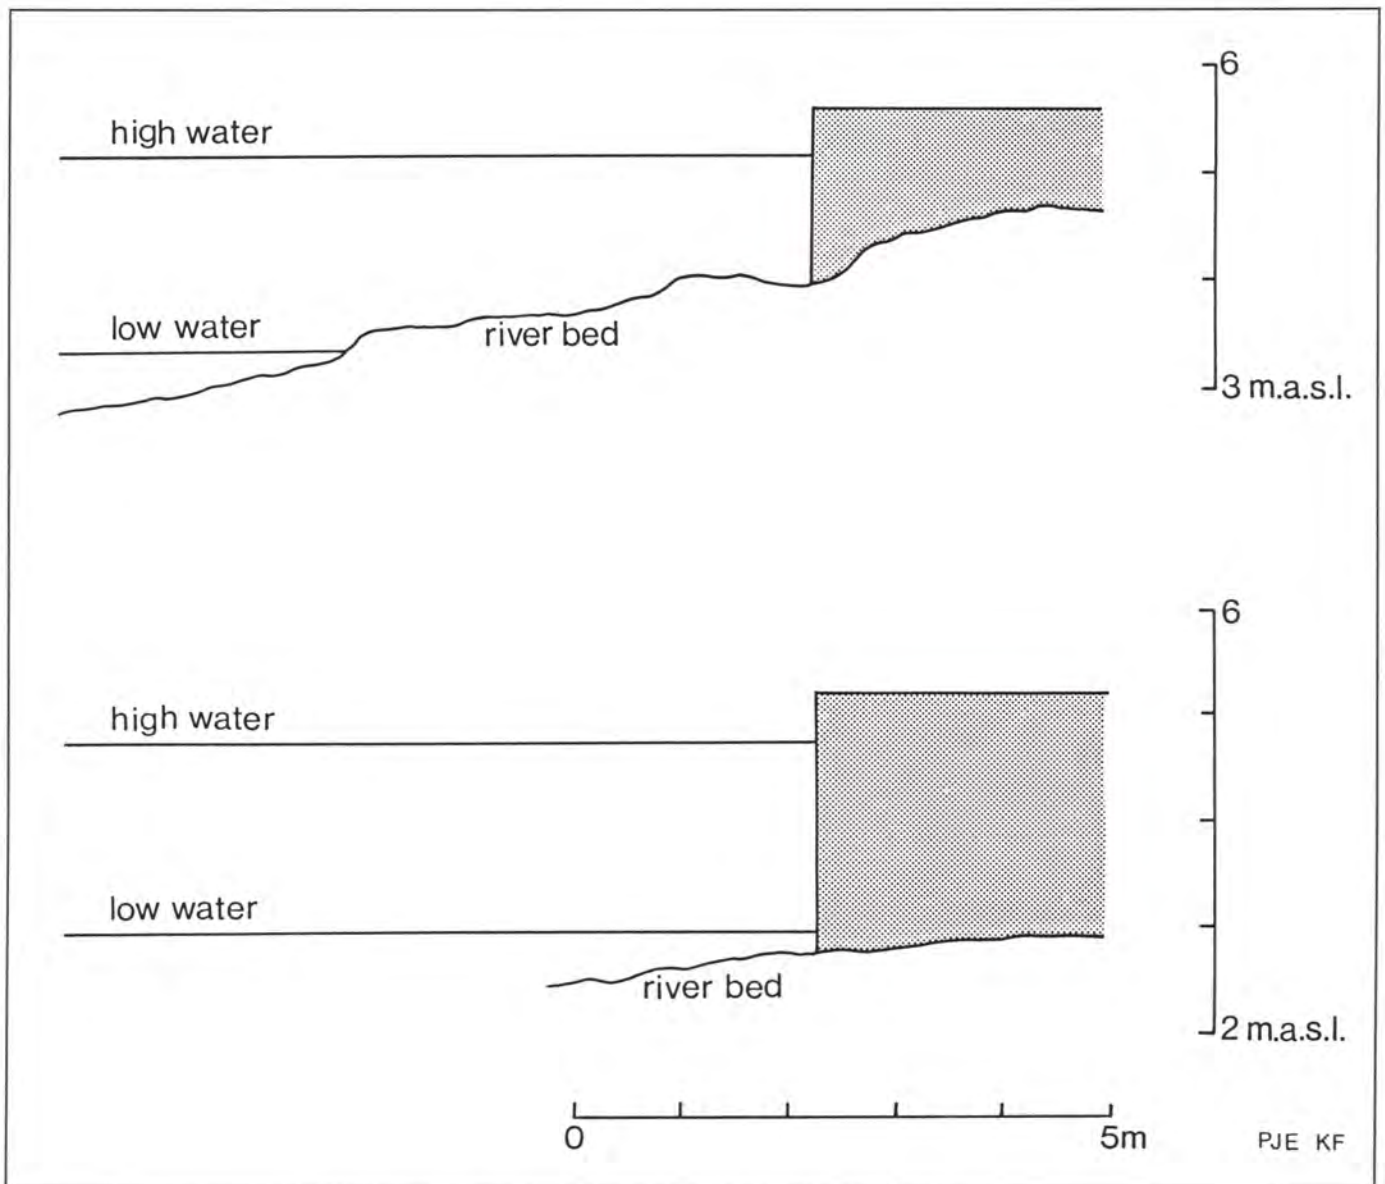 6
high water
low water
river bed
3 m.a.s.l.
6
high water
low water
river bed
2 m.a.s.l.
0
5m
PJE KF